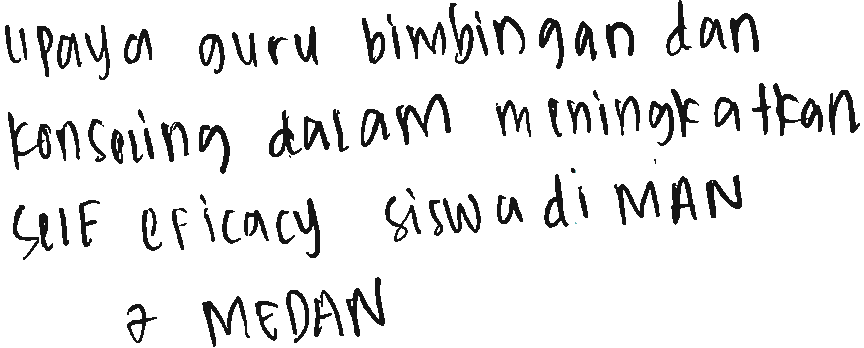 upaya guru bimbingan dan
konseling dalam meningkatkan
self eficacy siswa di MAN
2 MEDAN